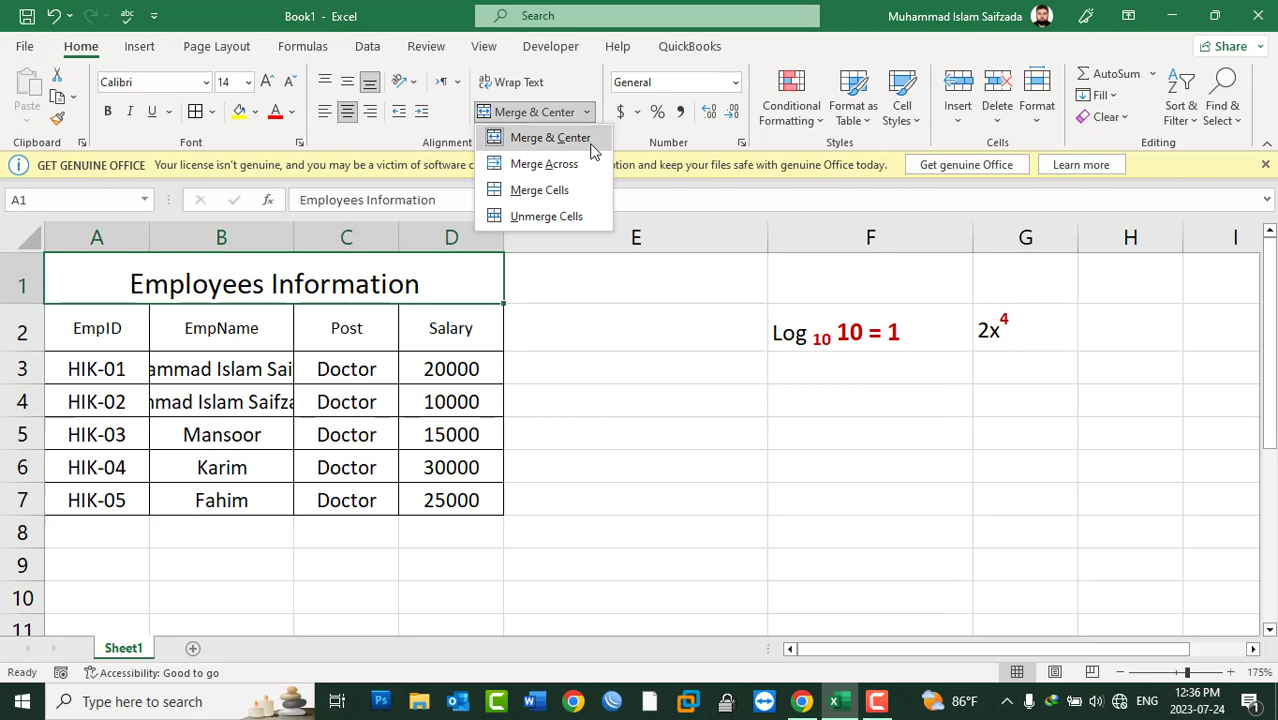 Book1 - Excel
Search
Muhammad Islam Saifzada
File Home Insert Page Layout Formulas Data Review View Developer Help QuickBooks Share
Paste
Calibri 14
B I U
A A
Wrap Text
Merge & Center
General
$ % ,
Conditional Formatting
Format as Table
Cell Styles
Insert
Delete
Format
AutoSum
Fill
Clear
Sort & Filter
Find & Select
Clipboard Font Alignment Number Styles Cells Editing
Merge & Center
Merge Across
Merge Cells
Unmerge Cells
GET GENUINE OFFICE Your license isn't genuine, and you may be a victim of software c
tion and keep your files safe with genuine Office today.
Get genuine Office
Learn more
A1
fx
Employees Information
A B C D E F G H I
1 Employees Information
2 EmpID EmpName Post Salary Log 10 10 = 1 2x4
3 HIK-01 ammad Islam Sai Doctor 20000
4 HIK-02 mad Islam Saifza Doctor 10000
5 HIK-03 Mansoor Doctor 15000
6 HIK-04 Karim Doctor 30000
7 HIK-05 Fahim Doctor 25000
8
9
10
11
Sheet1
Ready Accessibility: Good to go 175%
Type here to search
86°F
ENG
12:36 PM
2023-07-24